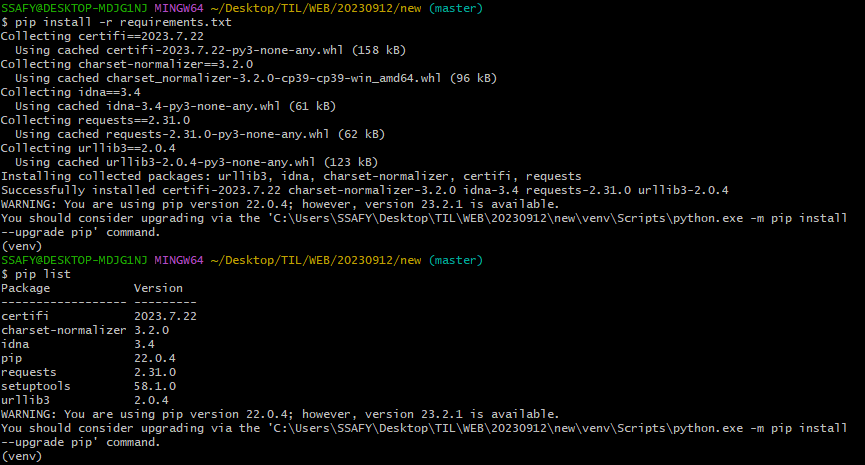 SSAFY@DESKTOP-MDJG1NJ MINGW64 ~/Desktop/TIL/WEB/20230912/new (master)
$ pip install -r requirements.txt
Collecting certifi==2023.7.22
  Using cached certifi-2023.7.22-py3-none-any.whl (158 kB)
Collecting charset-normalizer==3.2.0
  Using cached charset_normalizer-3.2.0-cp39-cp39-win_amd64.whl (96 kB)
Collecting idna==3.4
  Using cached idna-3.4-py3-none-any.whl (61 kB)
Collecting requests==2.31.0
  Using cached requests-2.31.0-py3-none-any.whl (62 kB)
Collecting urllib3==2.0.4
  Using cached urllib3-2.0.4-py3-none-any.whl (123 kB)
Installing collected packages: urllib3, idna, charset-normalizer, certifi, requests
Successfully installed certifi-2023.7.22 charset-normalizer-3.2.0 idna-3.4 requests-2.31.0 urllib3-2.0.4
WARNING: You are using pip version 22.0.4; however, version 23.2.1 is available.
You should consider upgrading via the 'C:\Users\SSAFY\Desktop\TIL\WEB\20230912\new\venv\Scripts\python.exe -m pip install
--upgrade pip' command.
(venv)
SSAFY@DESKTOP-MDJG1NJ MINGW64 ~/Desktop/TIL/WEB/20230912/new (master)
$ pip list
Package            Version
------------------ ---------
certifi            2023.7.22
charset-normalizer 3.2.0
idna               3.4
pip                22.0.4
requests           2.31.0
setuptools         58.1.0
urllib3            2.0.4
WARNING: You are using pip version 22.0.4; however, version 23.2.1 is available.
You should consider upgrading via the 'C:\Users\SSAFY\Desktop\TIL\WEB\20230912\new\venv\Scripts\python.exe -m pip install
--upgrade pip' command.
(venv)